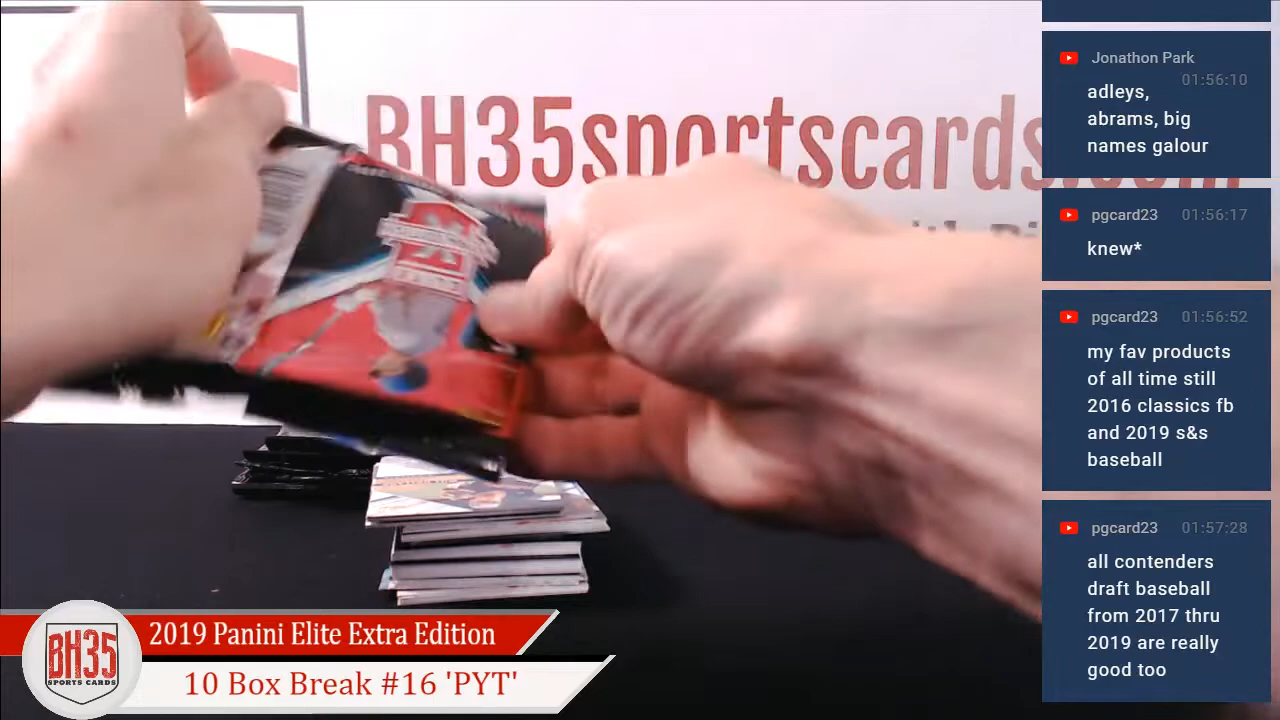 BH35sportscards.com
Jonathon Park
01:56:10
adleys,
abrams, big
names galour
pgcard23 01:56:17
knew*
pgcard23 01:56:52
my fav products
of all time still
2016 classics fb
and 2019 s&s
baseball
pgcard23 01:57:28
all contenders
draft baseball
from 2017 thru
2019 are really
good too
2019 Panini Elite Extra Edition
10 Box Break #16 'PYT'
BH35
SPORTS CARDS